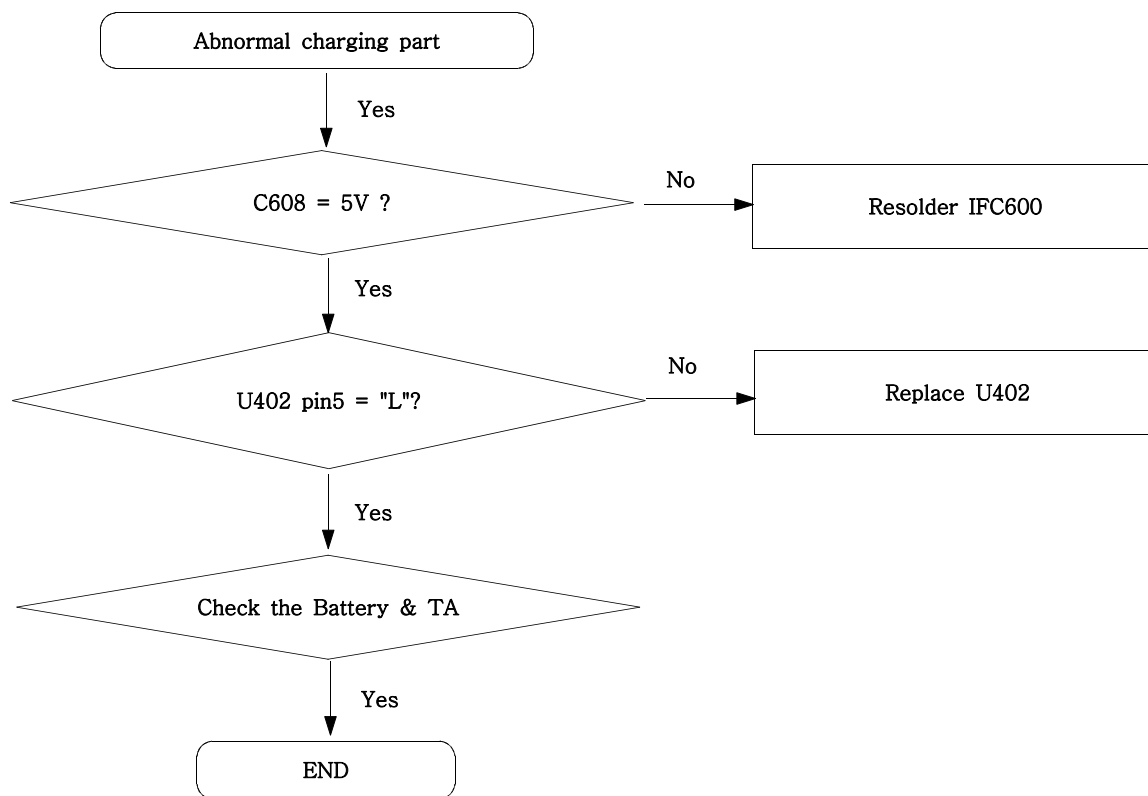 Abnormal charging part
Yes
C608 = 5V ?
No
Resolder IFC600
Yes
U402 pin5 = "L"?
No
Replace U402
Yes
Check the Battery & TA
Yes
END